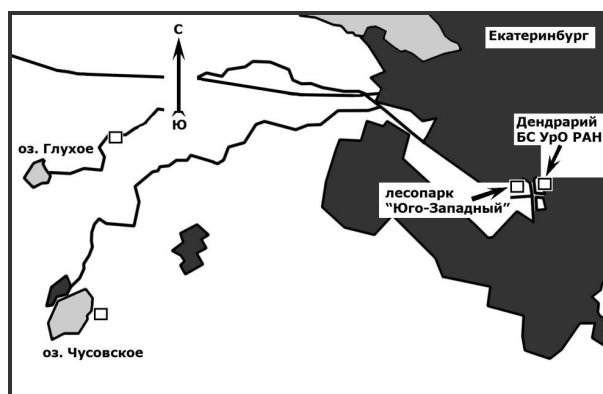 С
Екатеринбург
Дендрарий
БС УрО РАН
Ю
оз. Глухое
лесопарк
“Юго-Западный”
оз. Чусовское